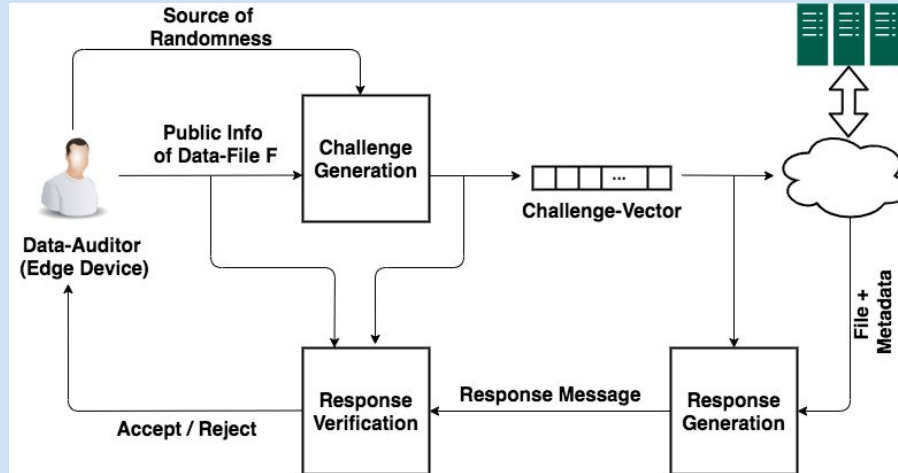 Source of
Randomness
Public Info
of Data-File F
Challenge
Generation
...
Challenge-Vector
Data-Auditor
(Edge Device)
File +
Metadata
Response
Verification
Response Message
Response
Generation
Accept / Reject